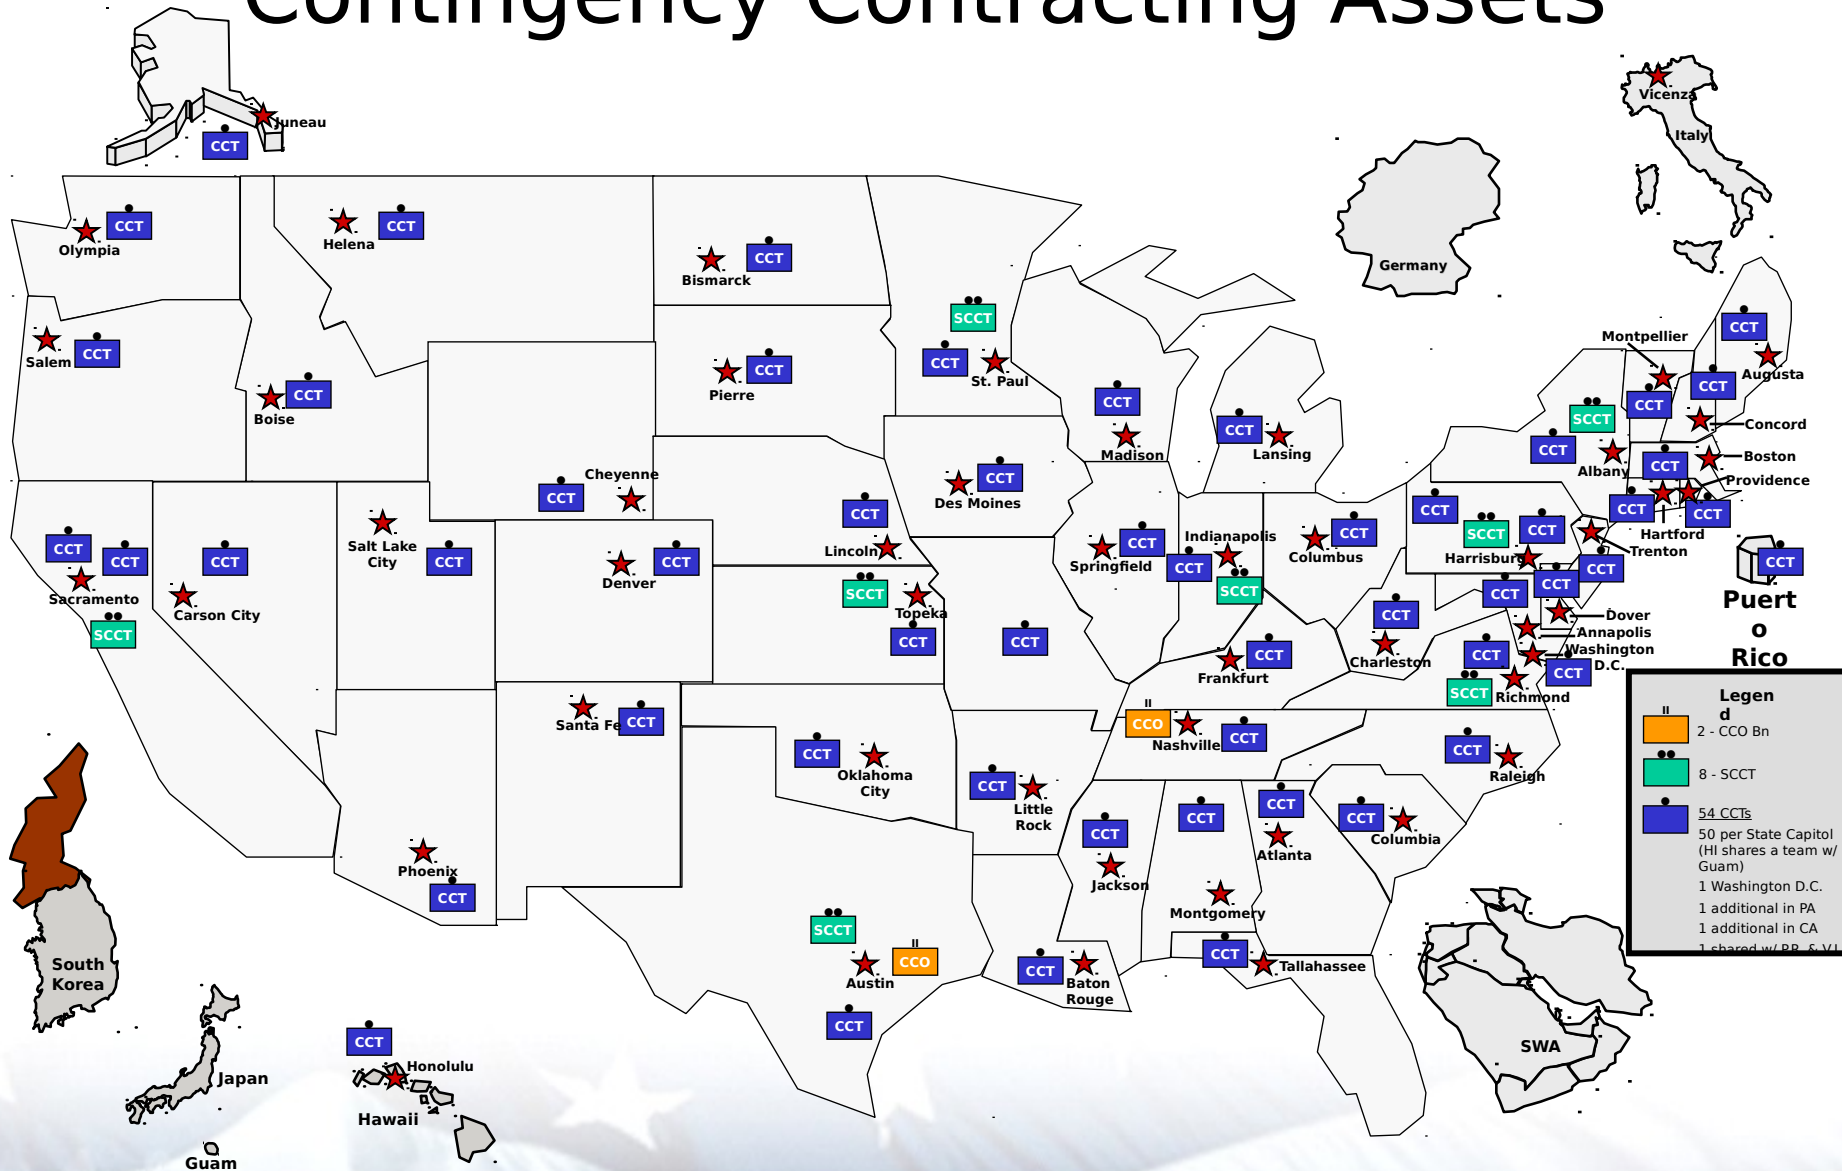 Contingency Contracting Assets
Juneau
CCT
Vicenza
Italy
Germany
Olympia
CCT
Helena
CCT
Bismarck
CCT
SCCT
CCT
St. Paul
Salem
CCT
Boise
CCT
Pierre
CCT
CCT
Madison
CCT
Lansing
Montpellier
CCT
Augusta
CCT
CCT
SCCT
CCT
Albany
Concord
CCT
Boston
Providence
CCT
CCT
Hartford
Trenton
Cheyenne
CCT
CCT
Lincoln
Des Moines
CCT
CCT
CCT
Sacramento
SCCT
CCT
Carson City
Salt Lake
City
CCT
Denver
CCT
SCCT
Topeka
CCT
CCT
Springfield
CCT
CCT
Indianapolis
SCCT
Columbus
CCT
CCT
SCCT
CCT
Harrisburg
CCT
CCT
CCT
CCT
Puert
o
Rico
Dover
Annapolis
Washington
D.C.
CCT
CCT
Charleston
CCT
SCCT
Richmond
CCT
Frankfurt
Santa Fe
CCT
CCT
Oklahoma
City
II
CCO
Nashville
CCT
CCT
Raleigh
CCT
Little
Rock
CCT
Jackson
CCT
Montgomery
CCT
Atlanta
CCT
Columbia
Phoenix
CCT
SCCT
II
CCO
Austin
CCT
CCT
Baton
Rouge
CCT
Tallahassee
Legen
d
II
2 - CCO Bn
8 - SCCT
54 CCTs
50 per State Capitol
(HI shares a team w/
Guam)
1 Washington D.C.
1 additional in PA
1 additional in CA
1 shared w/ P.R. & V.I.
South
Korea
Japan
Guam
CCT
Honolulu
Hawaii
SWA